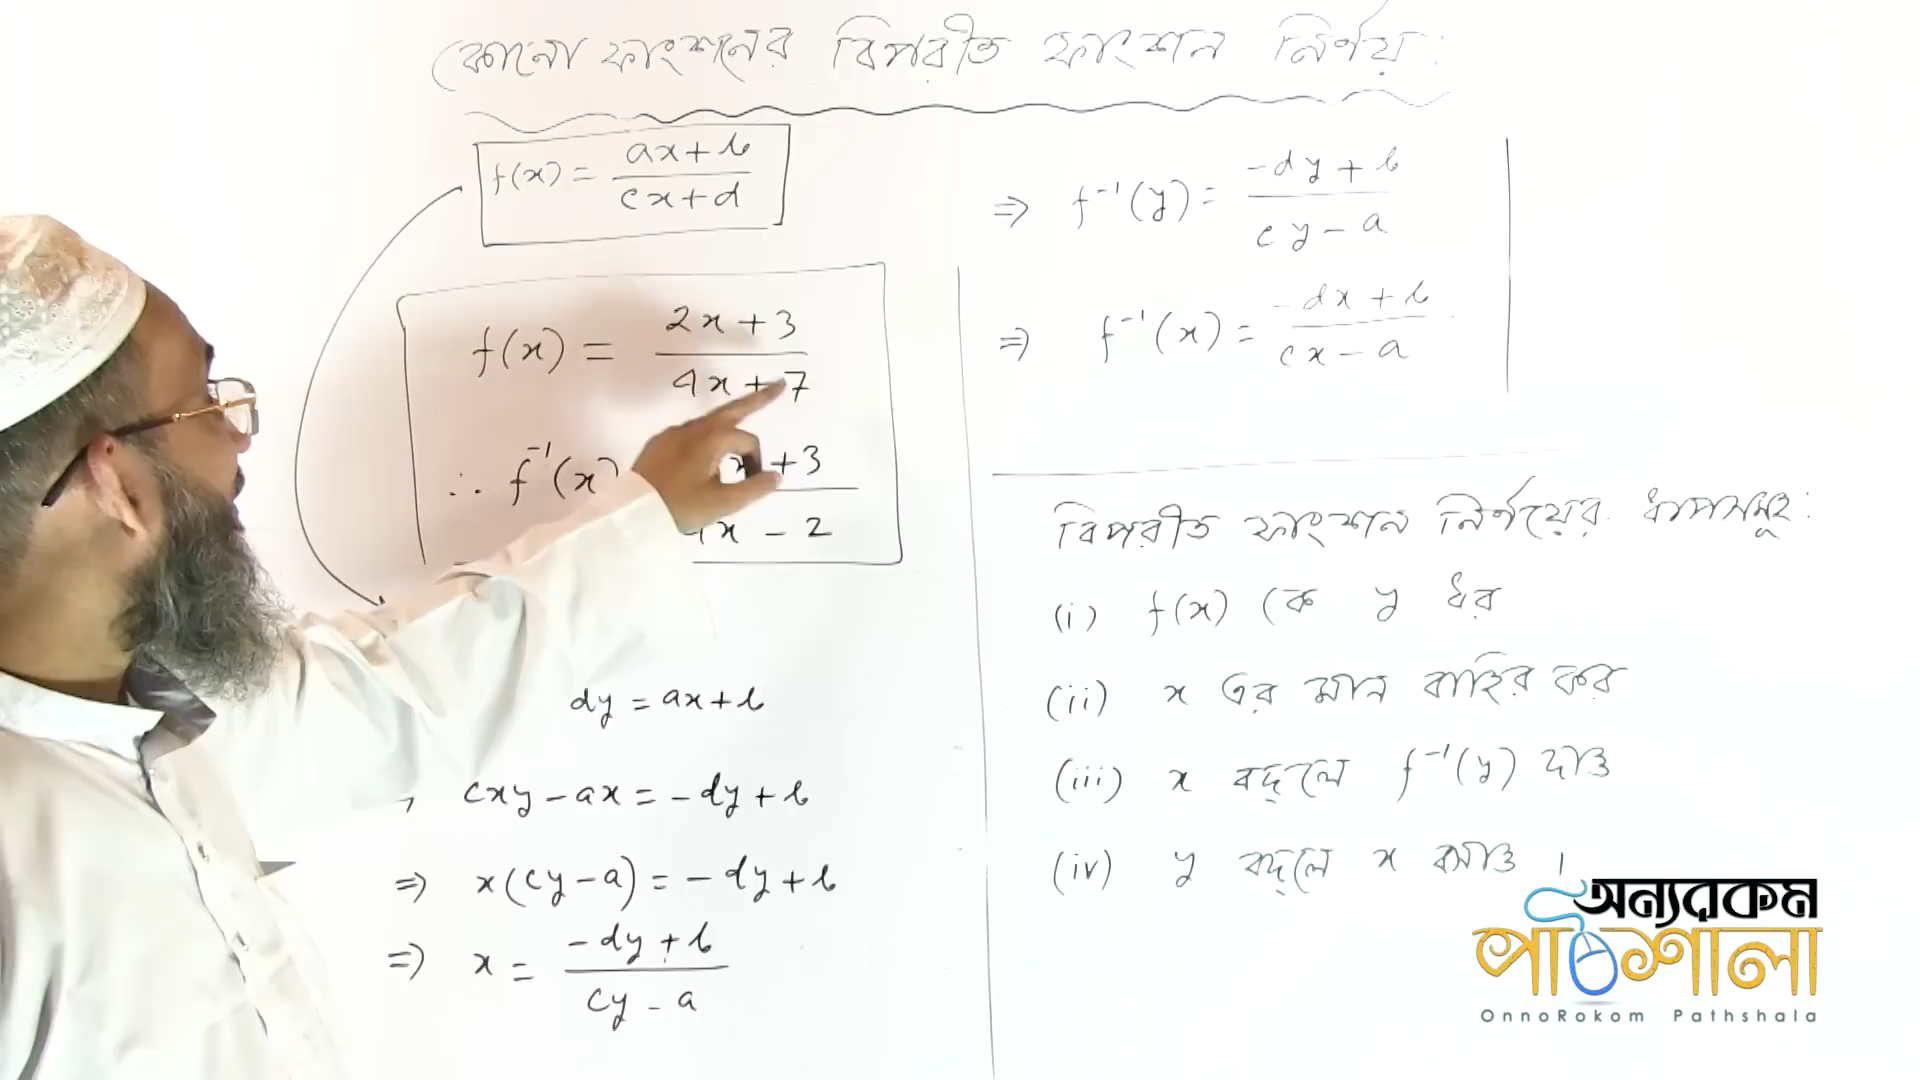 কোনো ফাংশনের বিপরীত ফাংশন নির্ণয় :
f(x) = (ax+b)/(cx+d)
f(x) = (2x+3)/(4x+7)
∴ f⁻¹(x) x +3
4x - 2
dy = ax+b
cxy - ax = - dy + b
⇒ x(cy-a) = - dy + b
⇒ x = (-dy+b)/(cy-a)
⇒ f⁻¹(y) = (-dy+b)/(cy-a)
⇒ f⁻¹(x) = (-dx+b)/(cx-a)
বিপরীত ফাংশন নির্ণয়ের ধাপসমূহ :
(i) f(x) কে y ধর
(ii) x এর মান বাহির কর
(iii) x বদলে f⁻¹(y) দাও
(iv) y বদলে x বসাও ।
অন্যরকম
পাঠশালা
OnnoRokom Pathshala